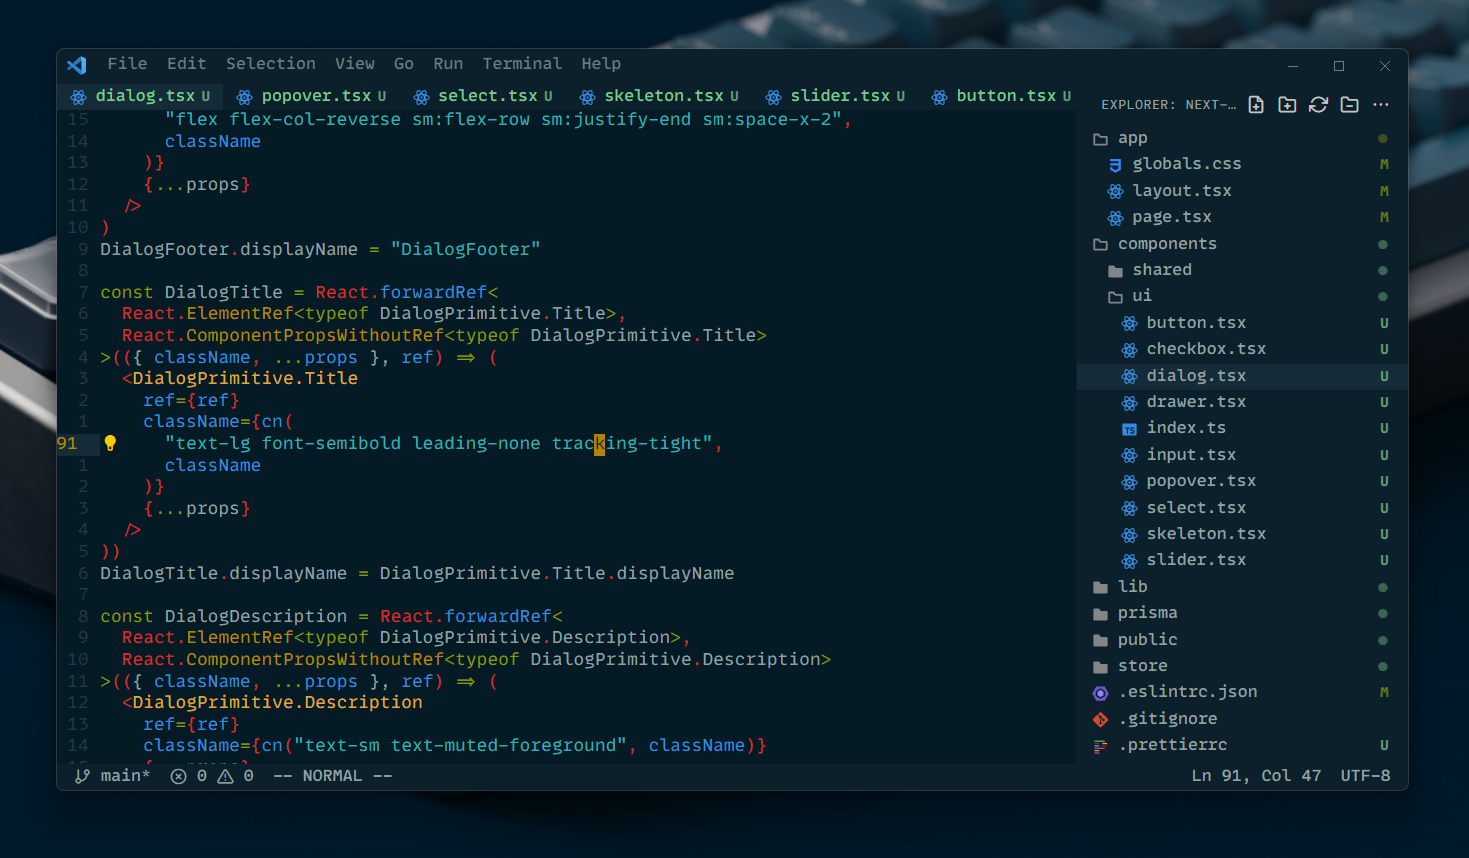 File Edit Selection View Go Run Terminal Help
dialog.tsx U popover.tsx U select.tsx U skeleton.tsx U slider.tsx U button.tsx U
15 "flex flex-col-reverse sm:flex-row sm:justify-end sm:space-x-2",
14 className
13 )}
12 {...props}
11 />
10 )
9 DialogFooter.displayName = "DialogFooter"
8
7 const DialogTitle = React.forwardRef<
6 React.ElementRef<typeof DialogPrimitive.Title>,
5 React.ComponentPropsWithoutRef<typeof DialogPrimitive.Title>
4 >(({ className, ...props }, ref) => (
3 <DialogPrimitive.Title
2 ref={ref}
1 className={cn(
91 "text-lg font-semibold leading-none tracking-tight",
1 className
2 )}
3 {...props}
4 />
5 ))
6 DialogTitle.displayName = DialogPrimitive.Title.displayName
7
8 const DialogDescription = React.forwardRef<
9 React.ElementRef<typeof DialogPrimitive.Description>,
10 React.ComponentPropsWithoutRef<typeof DialogPrimitive.Description>
11 >(({ className, ...props }, ref) => (
12 <DialogPrimitive.Description
13 ref={ref}
14 className={cn("text-sm text-muted-foreground", className)}
EXPLORER: NEXT-...
app
globals.css M
layout.tsx M
page.tsx M
components
shared
ui
button.tsx U
checkbox.tsx U
dialog.tsx U
drawer.tsx U
TS index.ts U
input.tsx U
popover.tsx U
select.tsx U
skeleton.tsx U
slider.tsx U
lib
prisma
public
store
.eslintrc.json M
.gitignore
.prettierrc U
main* 0 0 -- NORMAL -- Ln 91, Col 47 UTF-8